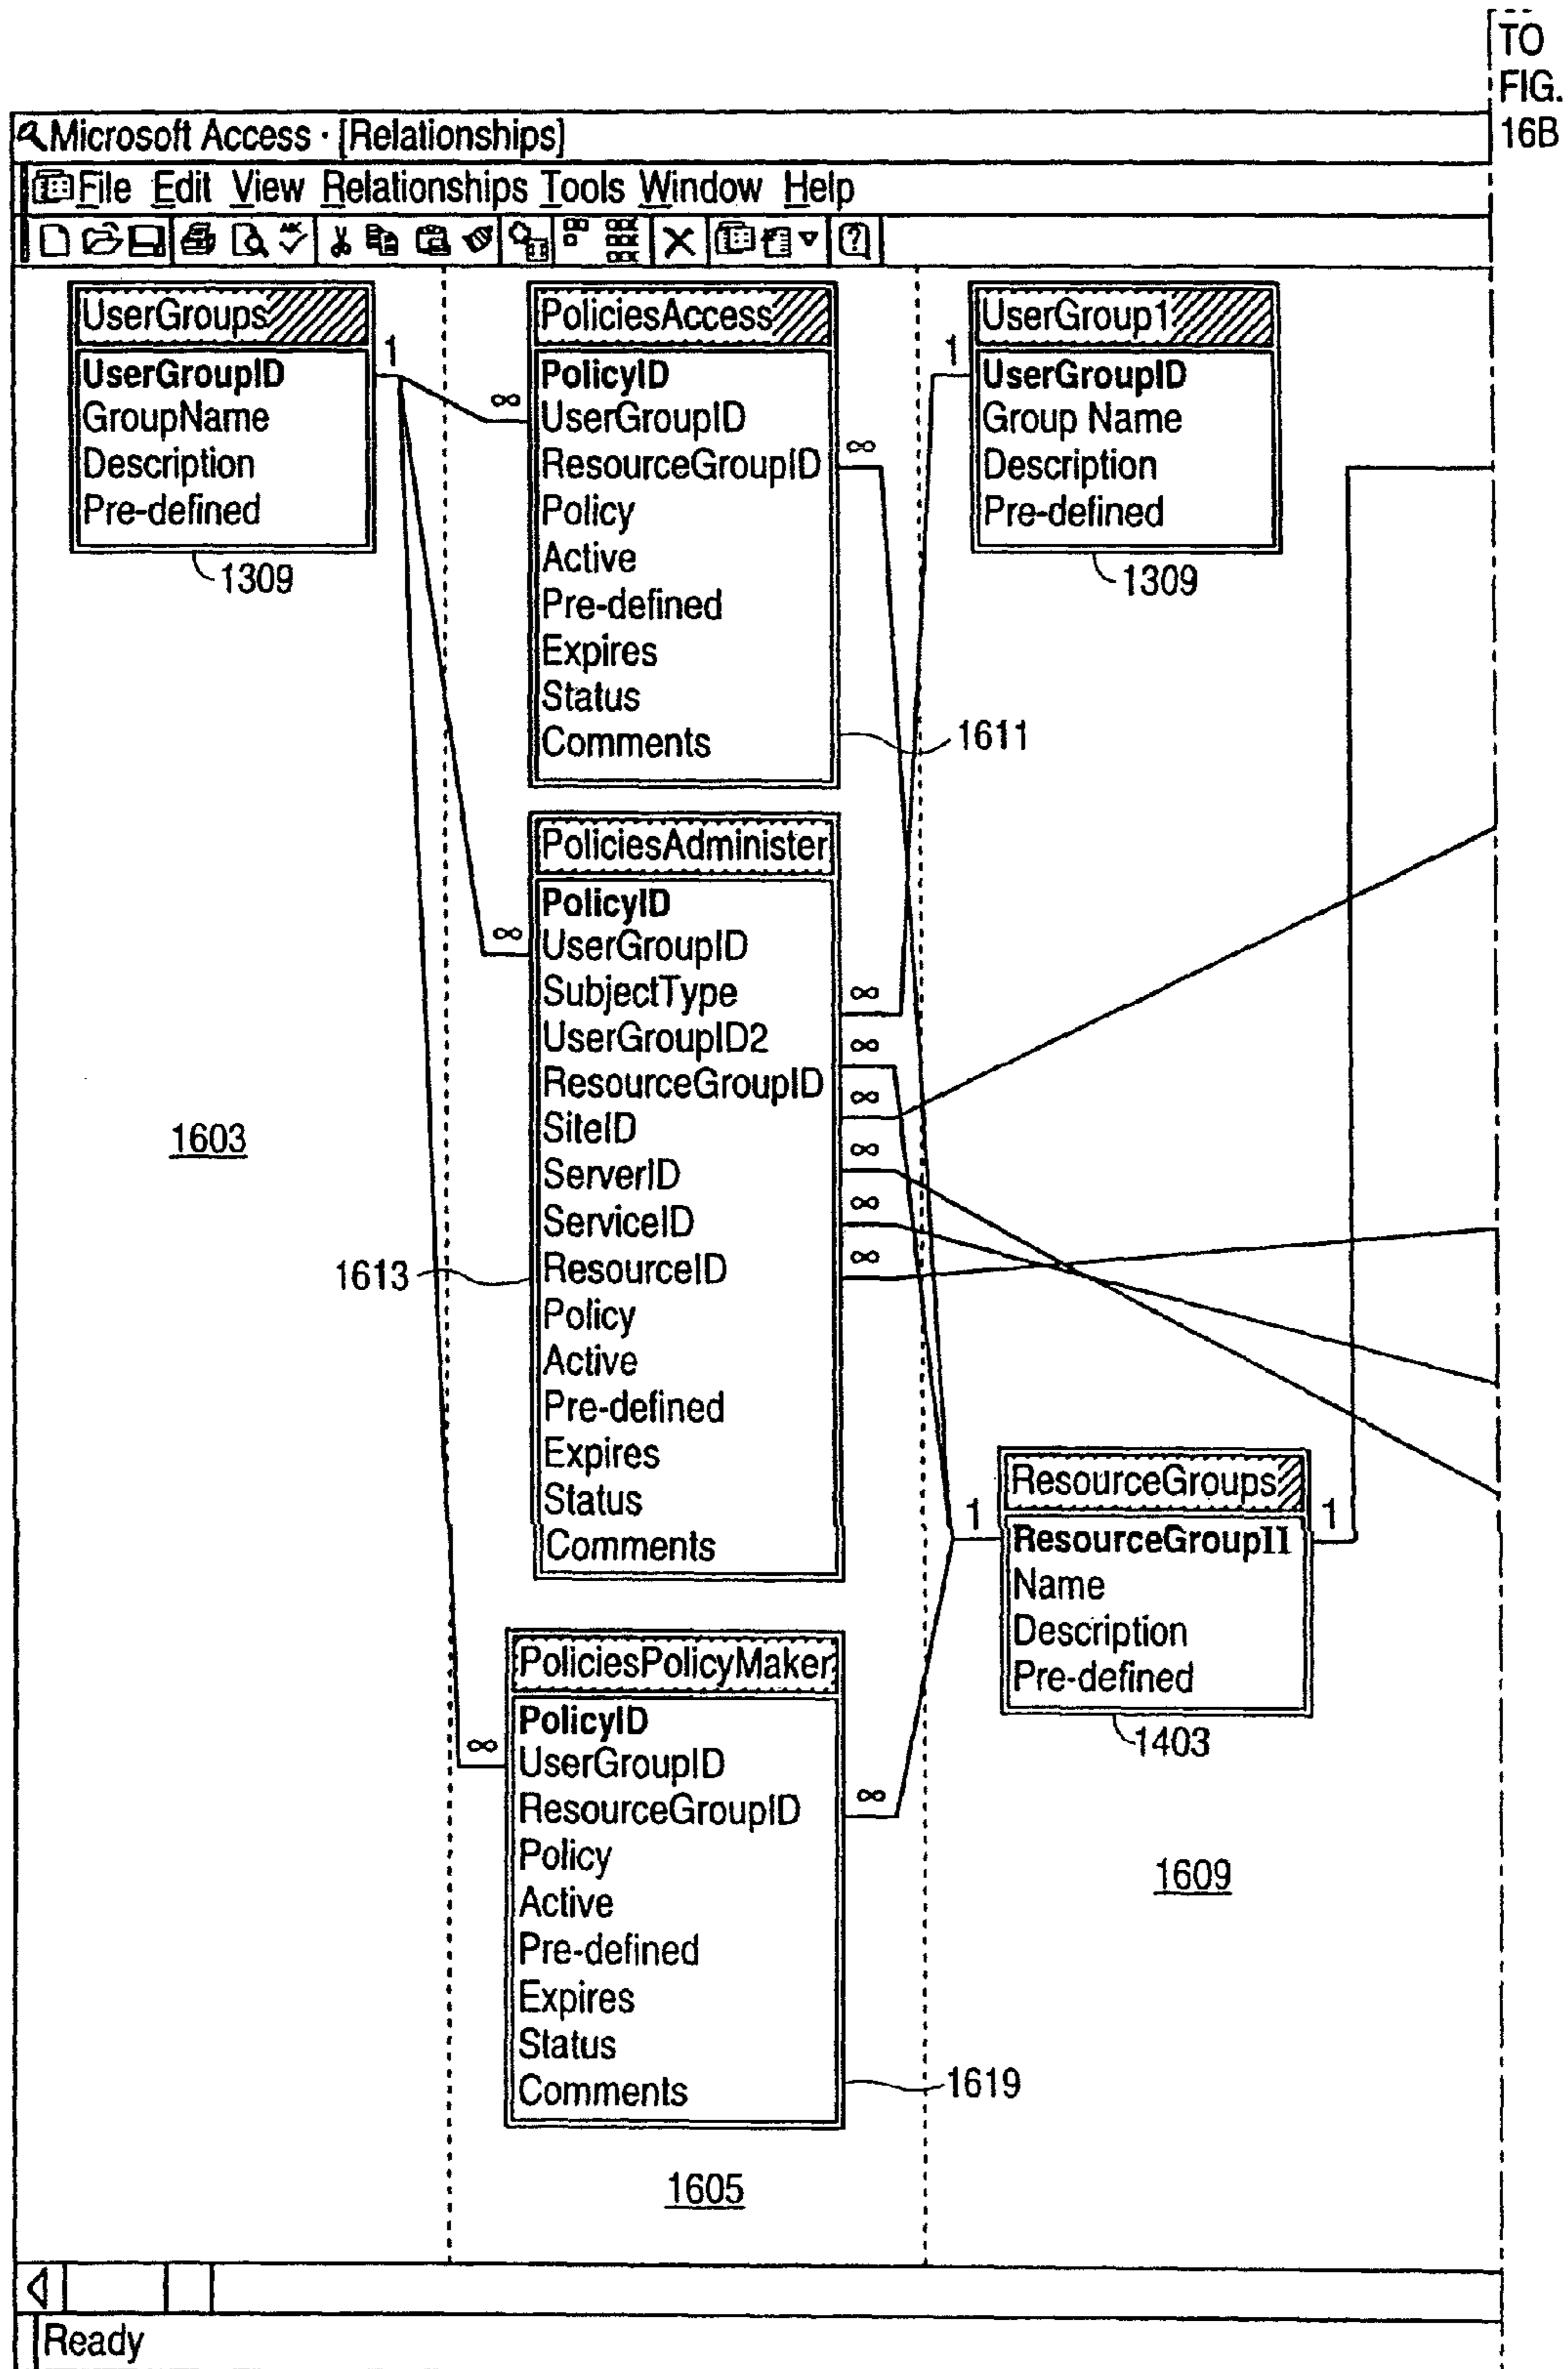 TO
FIG.
16B
Microsoft Access · [Relationships]
File Edit View Relationships Tools Window Help
UserGroups
UserGroupID
GroupName
Description
Pre-defined
1309
1
∞
PoliciesAccess
PolicyID
UserGroupID
ResourceGroupID
Policy
Active
Pre-defined
Expires
Status
Comments
∞
1611
1
UserGroup1
UserGroupID
Group Name
Description
Pre-defined
1309
PoliciesAdminister
PolicyID
UserGroupID
SubjectType
UserGroupID2
ResourceGroupID
SiteID
ServerID
ServiceID
ResourceID
Policy
Active
Pre-defined
Expires
Status
Comments
∞
∞
∞
∞
∞
∞
∞
1603
1613
1
ResourceGroups
ResourceGroupII
Name
Description
Pre-defined
1
1403
PoliciesPolicyMaker
PolicyID
UserGroupID
ResourceGroupID
Policy
Active
Pre-defined
Expires
Status
Comments
∞
∞
1619
1609
1605
Ready